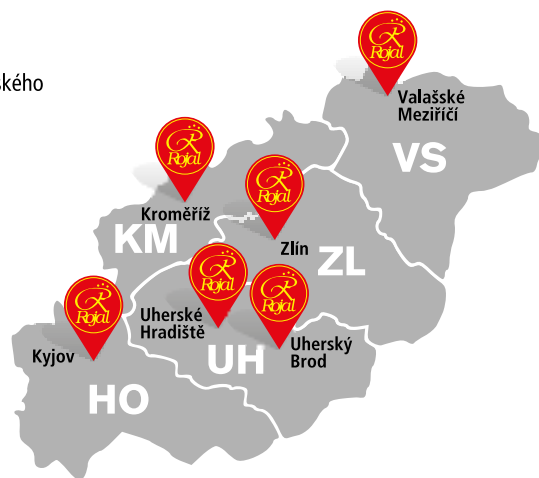 ského
R
Rojal
Valašské
Meziříčí
VS
R
Rojal
Kroměříž
KM
R
Rojal
Zlín
ZL
R
Rojal
Uherské
Hradiště
UH
R
Rojal
Uherský
Brod
R
Rojal
Kyjov
HO